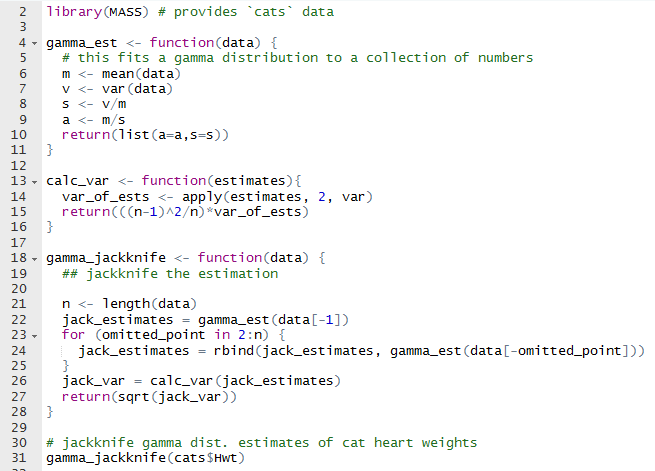 2 library(MASS) # provides `cats` data
3
4 gamma_est <- function(data) {
5   # this fits a gamma distribution to a collection of numbers
6   m <- mean(data)
7   v <- var(data)
8   s <- v/m
9   a <- m/s
10   return(list(a=a,s=s))
11 }
12
13 calc_var <- function(estimates){
14   var_of_ests <- apply(estimates, 2, var)
15   return(((n-1)^2/n)*var_of_ests)
16 }
17
18 gamma_jackknife <- function(data) {
19   ## jackknife the estimation
20
21   n <- length(data)
22   jack_estimates = gamma_est(data[-1])
23   for (omitted_point in 2:n) {
24     jack_estimates = rbind(jack_estimates, gamma_est(data[-omitted_point]))
25   }
26   jack_var = calc_var(jack_estimates)
27   return(sqrt(jack_var))
28 }
29
30 # jackknife gamma dist. estimates of cat heart weights
31 gamma_jackknife(cats$Hwt)